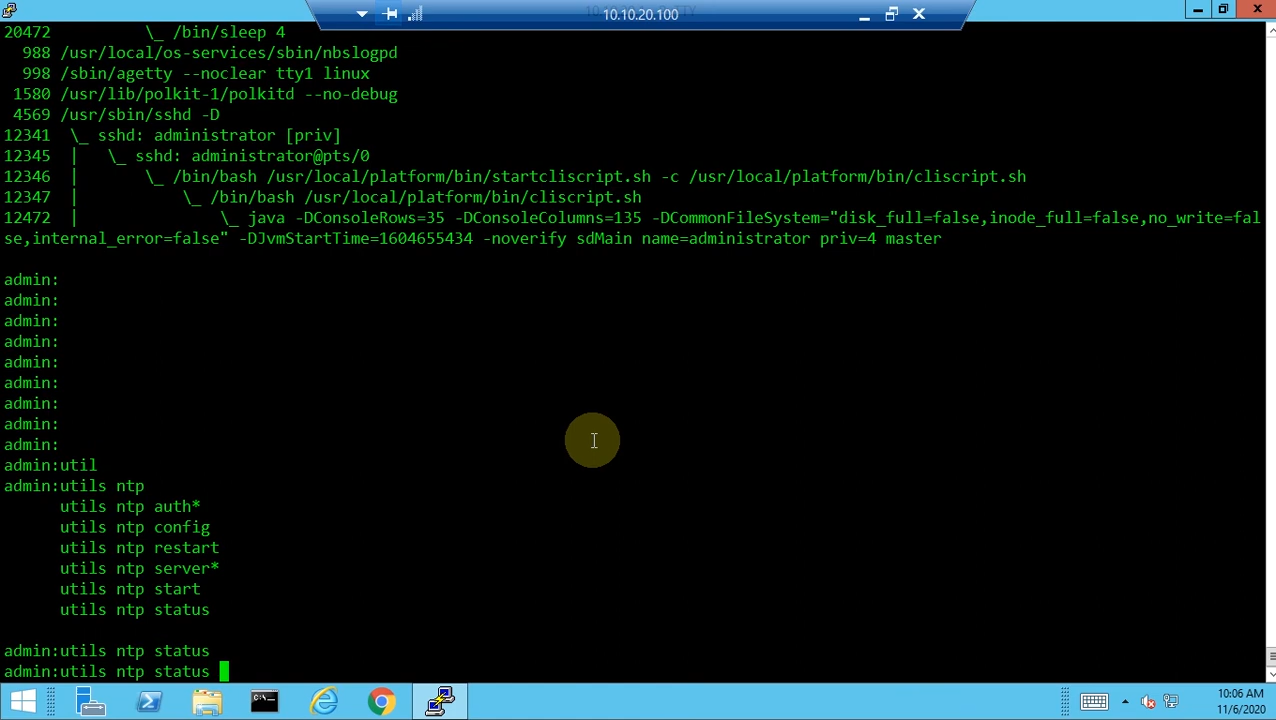 10.10.20.100
20472             \_ /bin/sleep 4
  988 /usr/local/os-services/sbin/nbslogpd
  998 /sbin/agetty --noclear tty1 linux
 1580 /usr/lib/polkit-1/polkitd --no-debug
 4569 /usr/sbin/sshd -D
12341  \_ sshd: administrator [priv]
12345  |   \_ sshd: administrator@pts/0
12346  |       \_ /bin/bash /usr/local/platform/bin/startcliscript.sh -c /usr/local/platform/bin/cliscript.sh
12347  |           \_ /bin/bash /usr/local/platform/bin/cliscript.sh
12472  |               \_ java -DConsoleRows=35 -DConsoleColumns=135 -DCommonFileSystem="disk_full=false,inode_full=false,no_write=fal
se,internal_error=false" -DJvmStartTime=1604655434 -noverify sdMain name=administrator priv=4 master
admin:
admin:
admin:
admin:
admin:
admin:
admin:
admin:
admin:
admin:util
admin:utils ntp
utils ntp auth*
utils ntp config
utils ntp restart
utils ntp server*
utils ntp start
utils ntp status
admin:utils ntp status
admin:utils ntp status
10:06 AM
11/6/2020